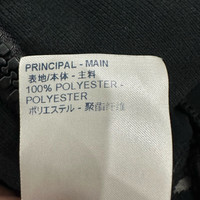 PRINCIPAL - MAIN
表地/本体 - 主料
100% POLYESTER -
POLYESTER
ポリエステル - 聚酯纤维